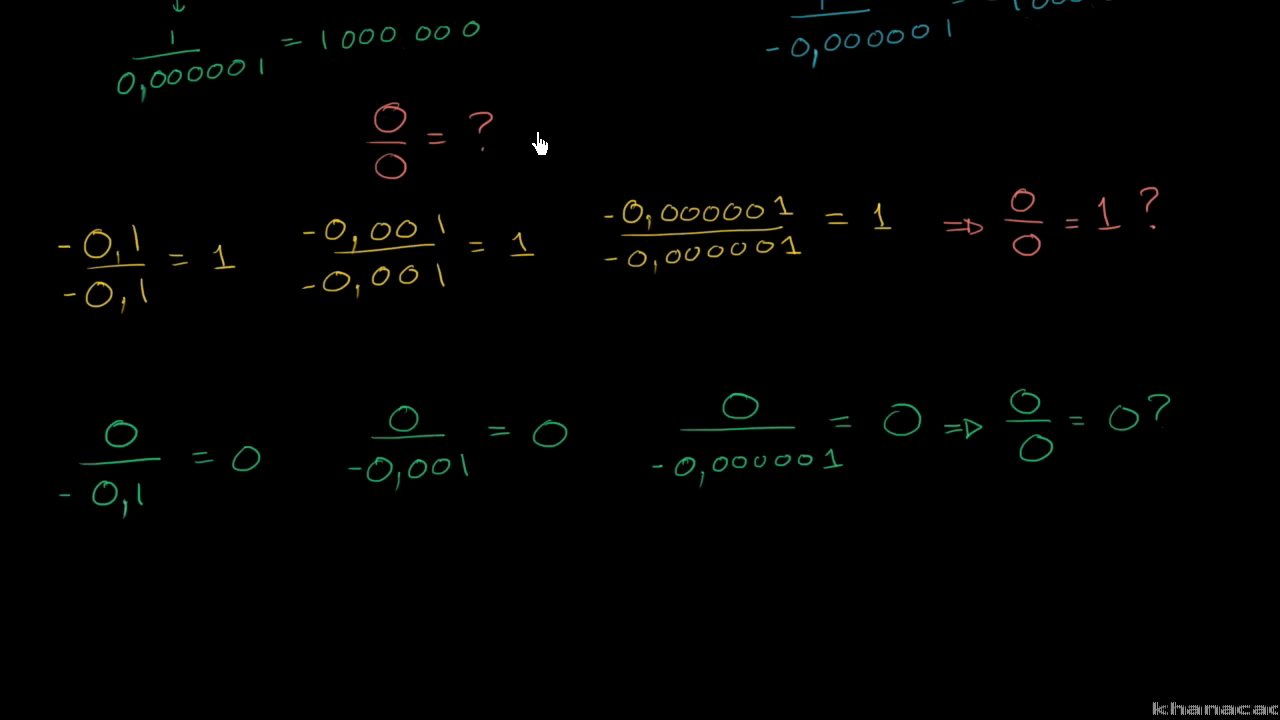 1/0,000001 = 1 000 000
1/-0,000001
0/0 = ?
-0,1/-0,1 = 1 -0,001/-0,001 = 1 -0,000001/-0,000001 = 1 ⇒ 0/0 = 1 ?
0/-0,1 = 0 0/-0,001 = 0 0/-0,000001 = 0 ⇒ 0/0 = 0 ?
khanacac